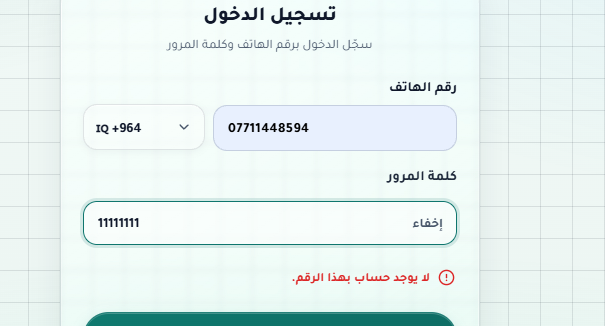 تسجيل الدخول
سجّل الدخول برقم الهاتف وكلمة المرور
رقم الهاتف
07711448594
IQ +964
كلمة المرور
إخفاء
11111111
لا يوجد حساب بهذا الرقم.